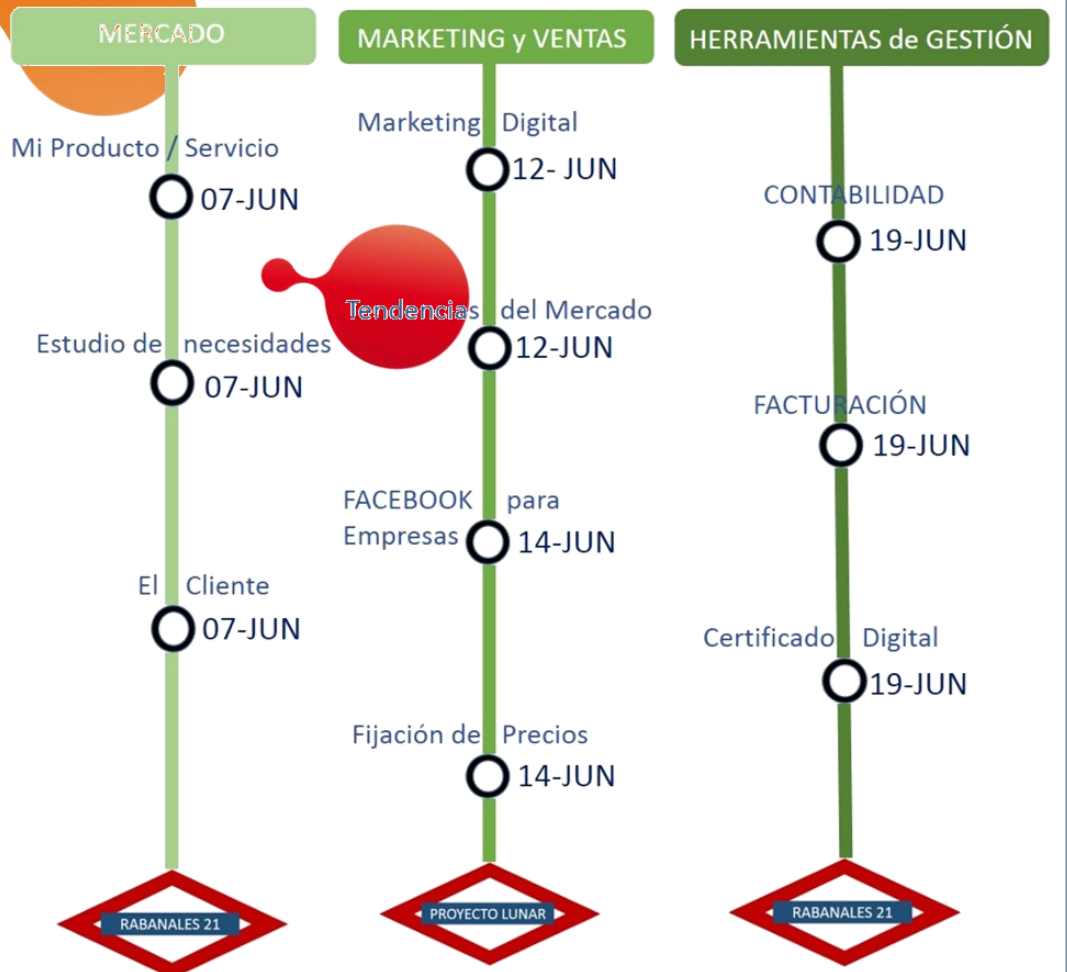 MERCADO
Mi Producto / Servicio
07-JUN
Estudio de necesidades
07-JUN
El Cliente
07-JUN
RABANALES 21
MARKETING y VENTAS
Marketing Digital
12- JUN
Tendencias del Mercado
12-JUN
FACEBOOK para
Empresas
14-JUN
Fijación de Precios
14-JUN
PROYECTO LUNAR
HERRAMIENTAS de GESTIÓN
CONTABILIDAD
19-JUN
FACTURACIÓN
19-JUN
Certificado Digital
19-JUN
RABANALES 21